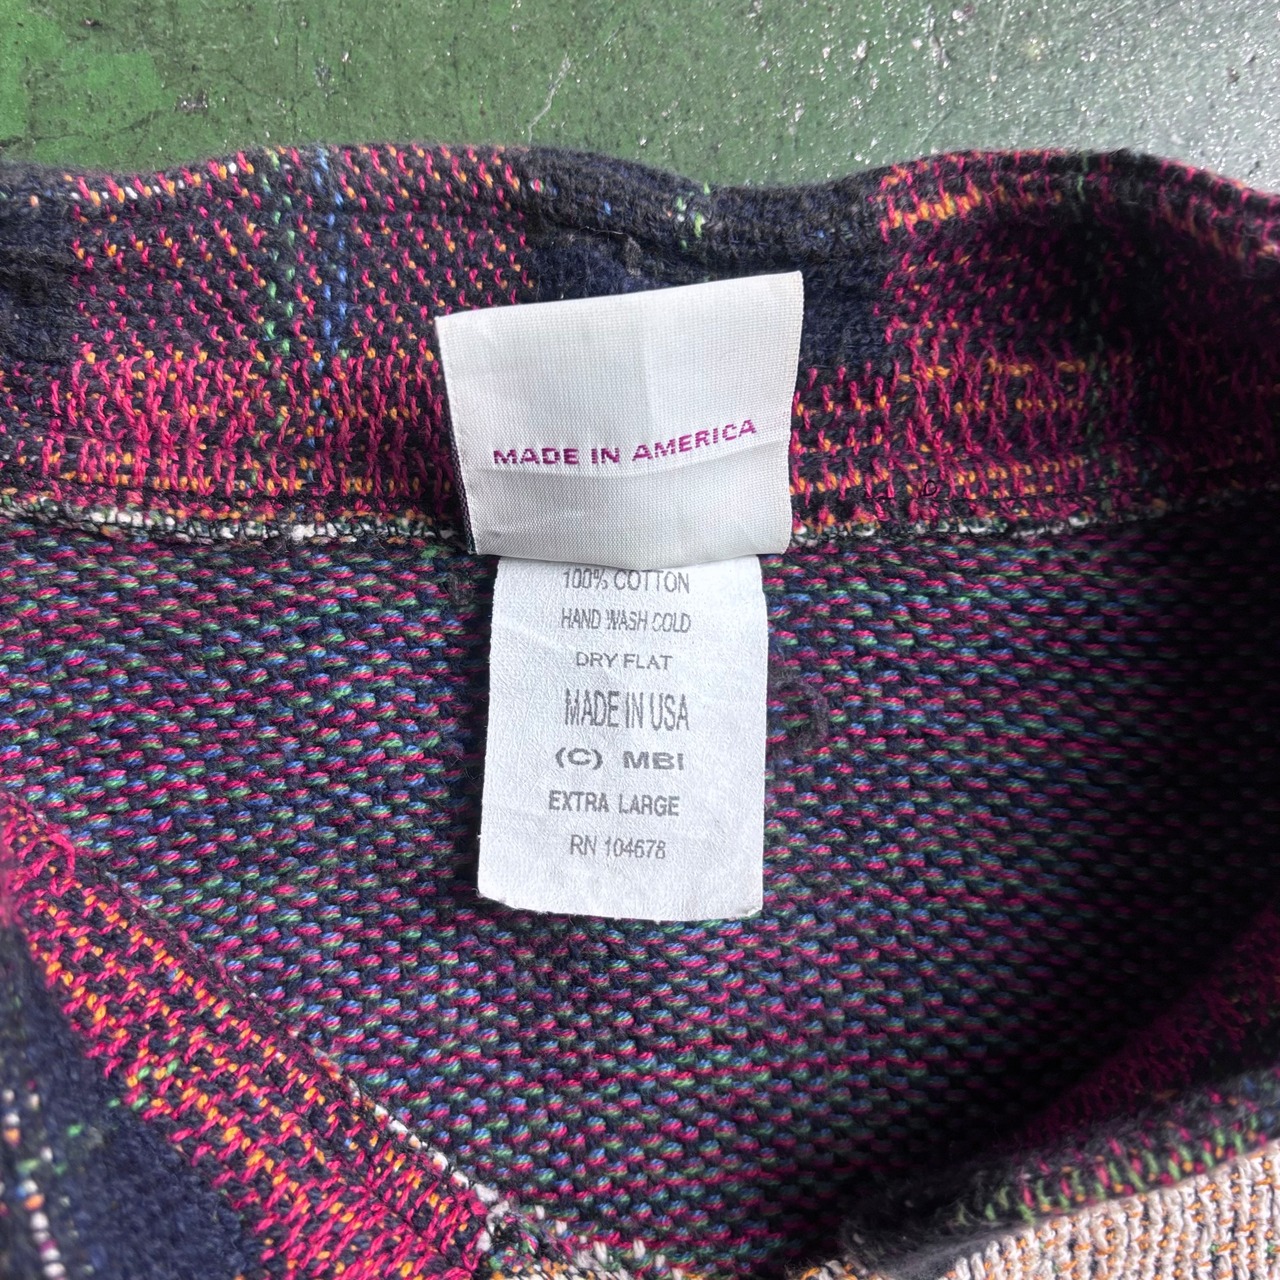 MADE IN AMERICA
100% COTTON
HAND WASH COLD
DRY FLAT
MADE IN USA
(C) MBI
EXTRA LARGE
RN 104678